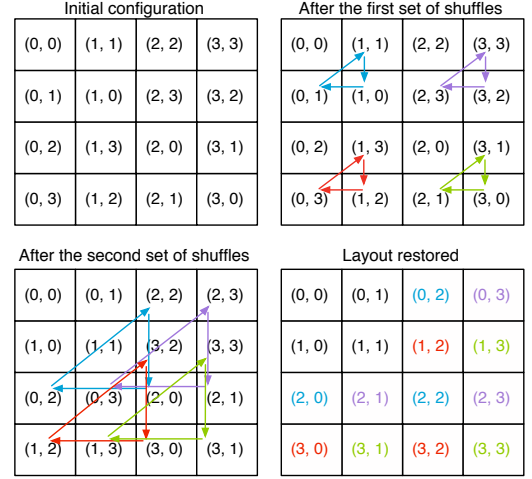 Initial configuration
(0, 0) (1, 1) (2, 2) (3, 3)
(0, 1) (1, 0) (2, 3) (3, 2)
(0, 2) (1, 3) (2, 0) (3, 1)
(0, 3) (1, 2) (2, 1) (3, 0)
After the first set of shuffles
(0, 0) (1, 1) (2, 2) (3, 3)
(0, 1) (1, 0) (2, 3) (3, 2)
(0, 2) (1, 3) (2, 0) (3, 1)
(0, 3) (1, 2) (2, 1) (3, 0)
After the second set of shuffles
(0, 0) (0, 1) (2, 2) (2, 3)
(1, 0) (1, 1) (3, 2) (3, 3)
(0, 2) (0, 3) (2, 0) (2, 1)
(1, 2) (1, 3) (3, 0) (3, 1)
Layout restored
(0, 0) (0, 1) (0, 2) (0, 3)
(1, 0) (1, 1) (1, 2) (1, 3)
(2, 0) (2, 1) (2, 2) (2, 3)
(3, 0) (3, 1) (3, 2) (3, 3)